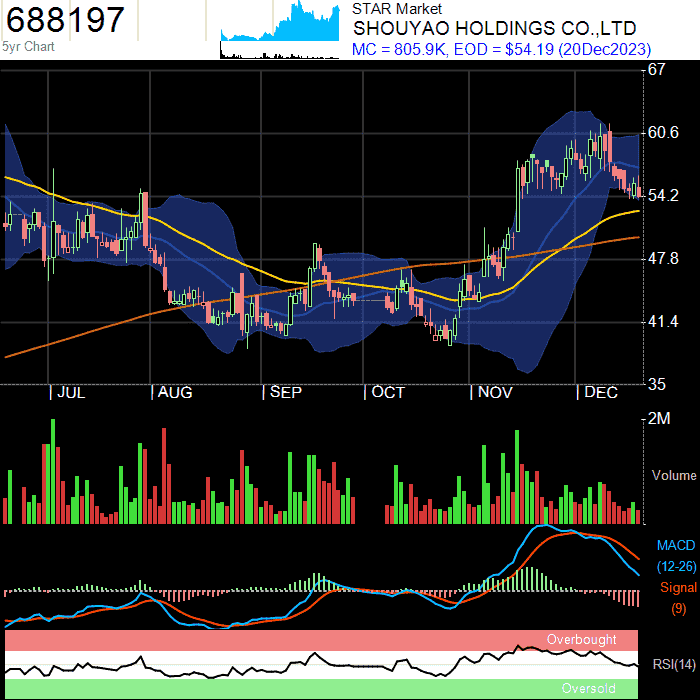 688197
5yr Chart
STAR Market
SHOUYAO HOLDINGS CO.,LTD
MC = 805.9K, EOD = $54.19 (20Dec2023)
67
60.6
54.2
47.8
41.4
35
JUL AUG SEP OCT NOV DEC
2M
Volume
MACD
(12-26)
Signal
(9)
Overbought
RSI(14)
Oversold